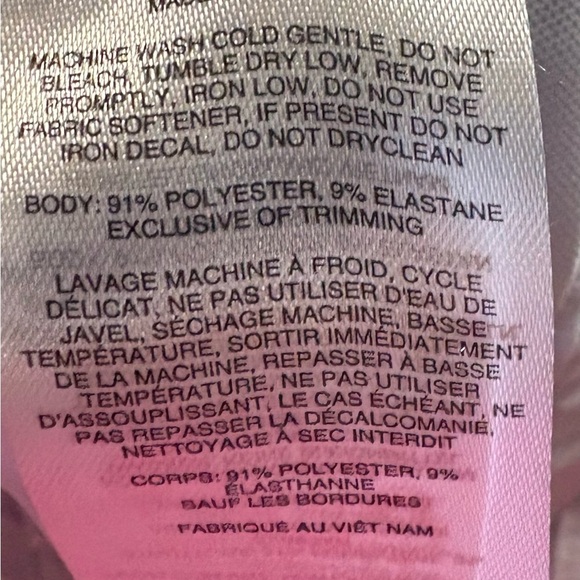 MACHINE WASH COLD GENTLE, DO NOT
BLEACH, TUMBLE DRY LOW, REMOVE
PROMPTLY, IRON LOW, DO NOT USE
FABRIC SOFTENER, IF PRESENT DO NOT
IRON DECAL, DO NOT DRYCLEAN
BODY: 91% POLYESTER, 9% ELASTANE
EXCLUSIVE OF TRIMMING
LAVAGE MACHINE À FROID, CYCLE
DÉLICAT, NE PAS UTILISER D'EAU DE
JAVEL, SÉCHAGE MACHINE, BASSE
TEMPÉRATURE, SORTIR IMMÉDIATEMENT
DE LA MACHINE, REPASSER À BASSE
TEMPÉRATURE, NE PAS UTILISER
D'ASSOUPLISSANT, LE CAS ÉCHÉANT, NE
PAS REPASSER LA DÉCALCOMANIE,
NETTOYAGE À SEC INTERDIT
CORPS: 91% POLYESTER, 9%
ÉLASTHANNE
SAUF LES BORDURES
FABRIQUÉ AU VIÊT NAM